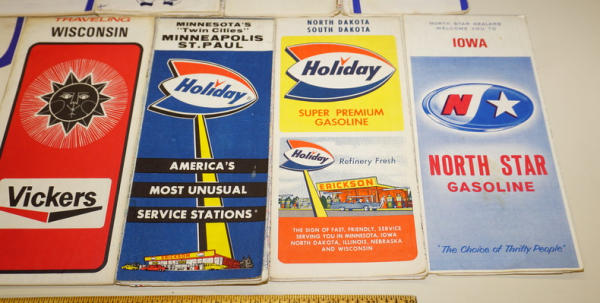 TRAVELING
WISCONSIN
Vickers
MINNESOTA'S
"Twin Cities"
MINNEAPOLIS
ST. PAUL
Holiday
AMERICA'S
MOST UNUSUAL
SERVICE STATIONS
ERICKSON
NORTH DAKOTA
SOUTH DAKOTA
Holiday
SUPER PREMIUM
GASOLINE
Holiday
Refinery Fresh
ERICKSON
THE SIGN OF FAST, FRIENDLY, SERVICE
SERVING YOU IN MINNESOTA, IOWA
NORTH DAKOTA, ILLINOIS, NEBRASKA
AND WISCONSIN
NORTH STAR DEALERS
WELCOME YOU TO
IOWA
N
NORTH STAR
GASOLINE
"The Choice of Thrifty People"